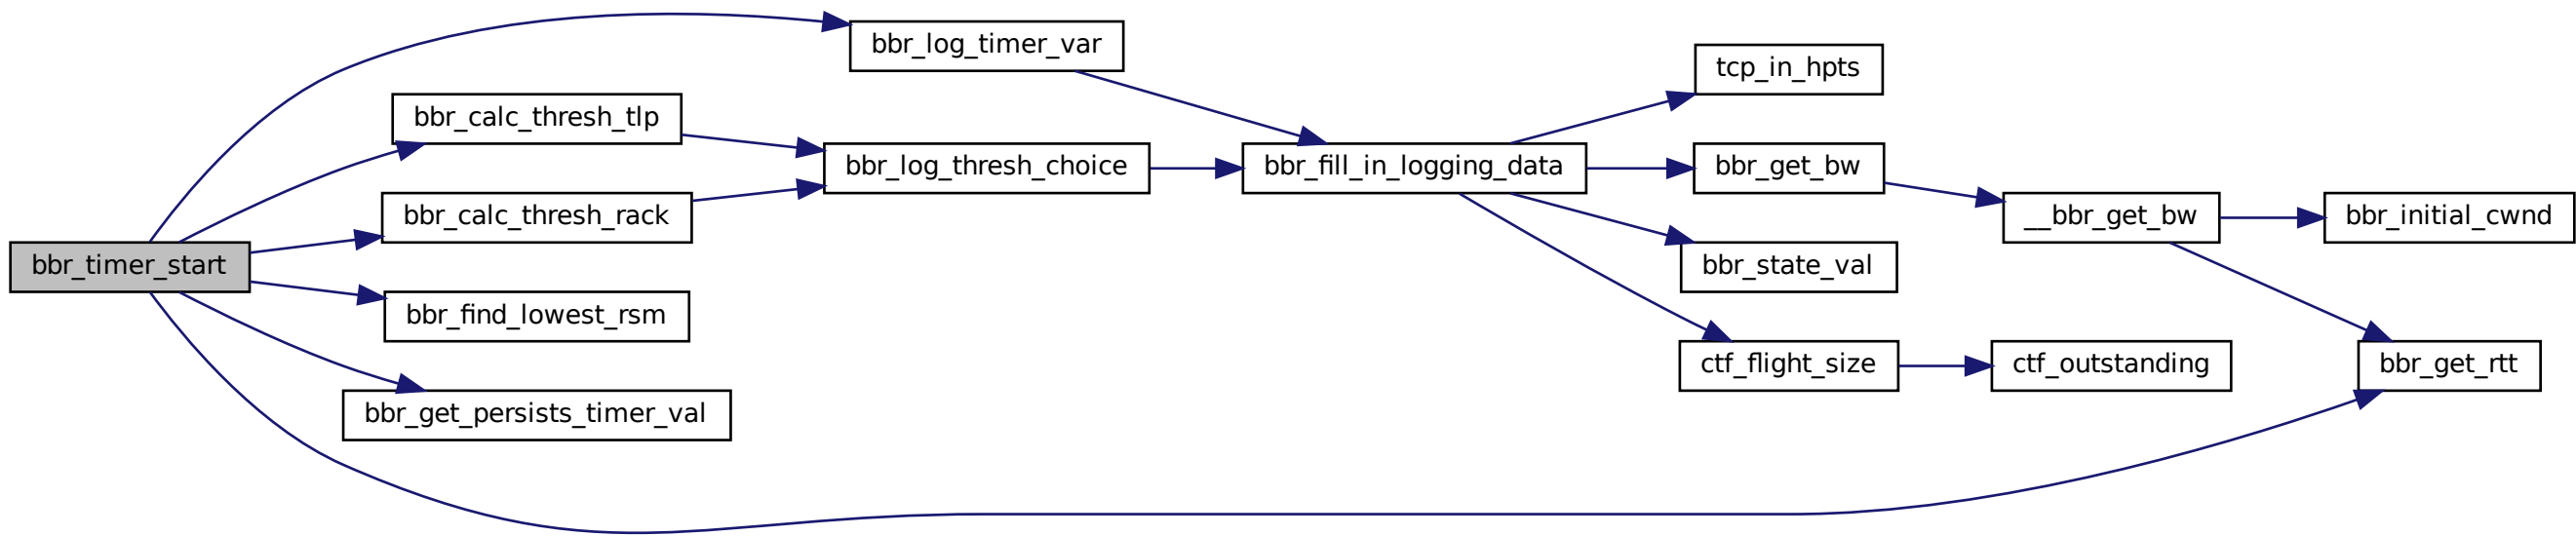 bbr_timer_start
bbr_log_timer_var
bbr_calc_thresh_tlp
bbr_calc_thresh_rack
bbr_find_lowest_rsm
bbr_get_persists_timer_val
bbr_log_thresh_choice
bbr_fill_in_logging_data
tcp_in_hpts
bbr_get_bw
bbr_state_val
ctf_flight_size
__bbr_get_bw
ctf_outstanding
bbr_initial_cwnd
bbr_get_rtt